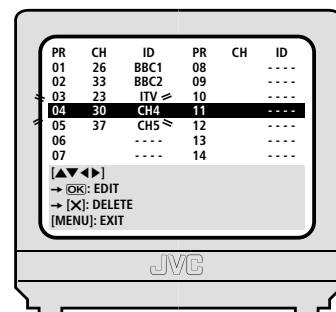 PR CH ID PR CH ID
01 26 BBC1 08 - - - -
02 33 BBC2 09 - - - -
03 23 ITV 10 - - - -
04 30 CH4 11 - - - -
05 37 CH5 12 - - - -
06 - - - - 13 - - - -
07 - - - - 14 - - - -
[▲▼◀▶]
→ OK: EDIT
→ [X]: DELETE
[MENU]: EXIT
JVC